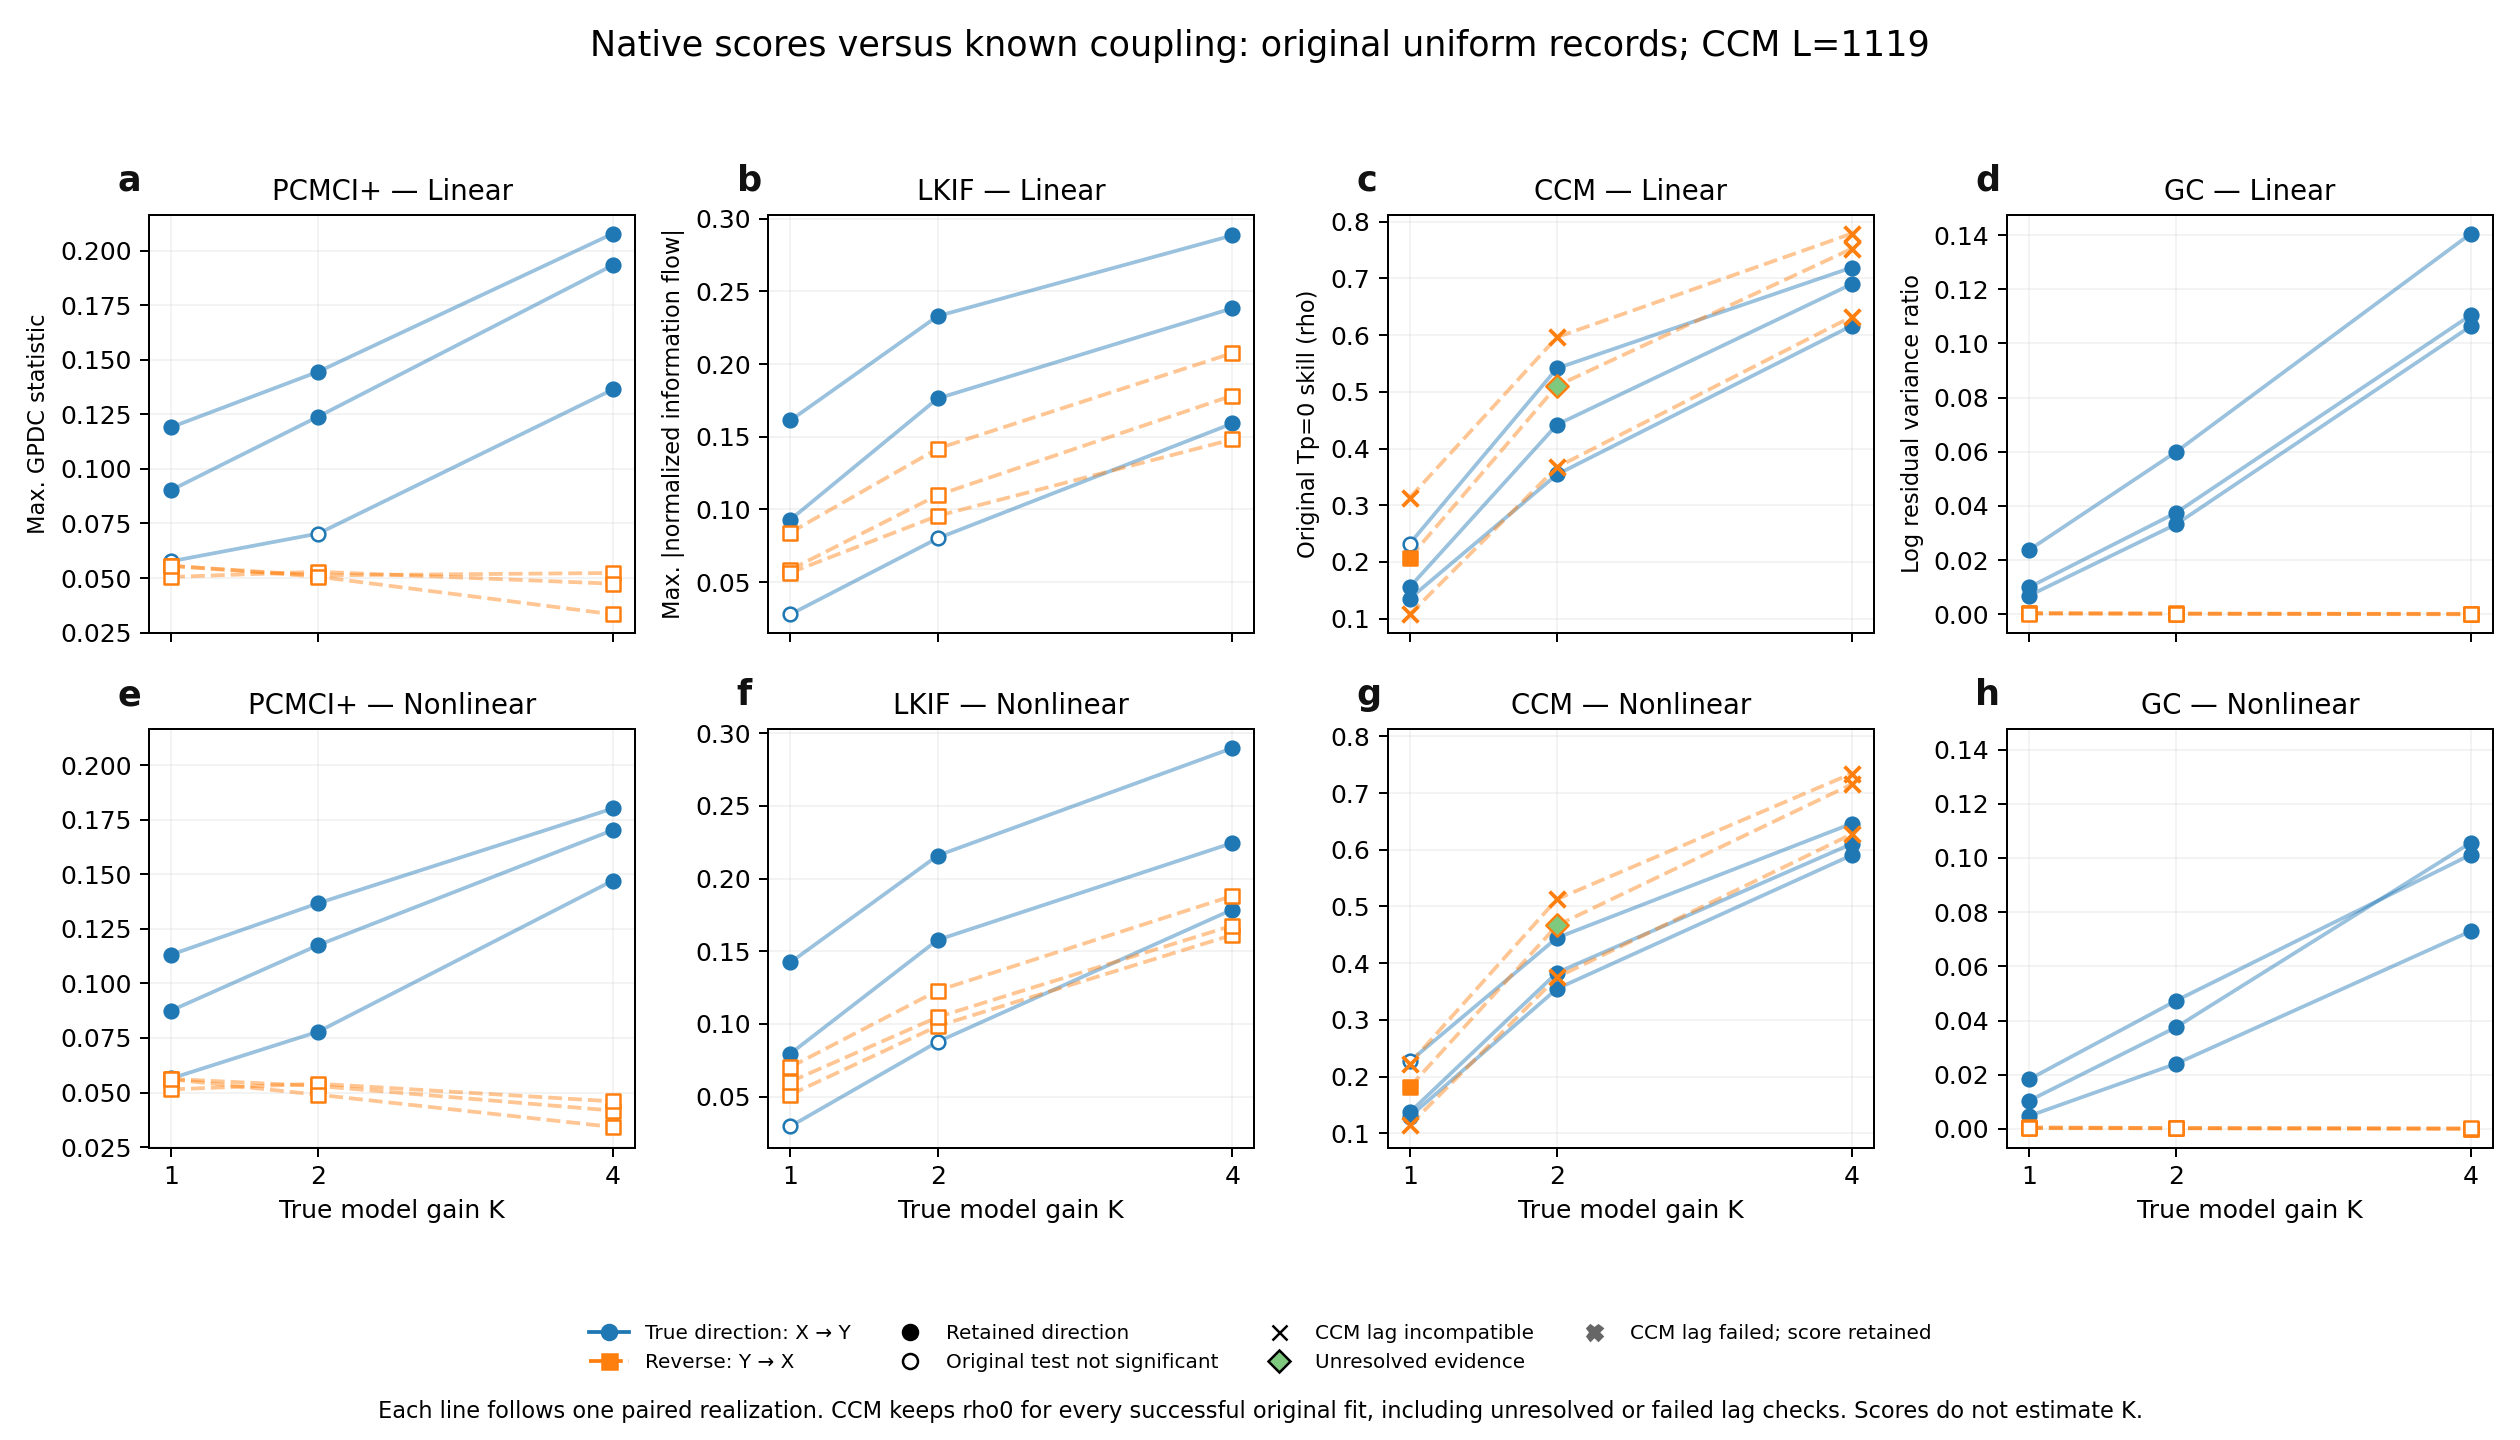 Native scores versus known coupling: original uniform records; CCM L=1119
a
PCMCI+ — Linear
Max. GPDC statistic
0.200
0.175
0.150
0.125
0.100
0.075
0.050
0.025
b
LKIF — Linear
Max. |normalized information flow|
0.30
0.25
0.20
0.15
0.10
0.05
c
CCM — Linear
Original Tp=0 skill (rho)
0.8
0.7
0.6
0.5
0.4
0.3
0.2
0.1
d
GC — Linear
Log residual variance ratio
0.14
0.12
0.10
0.08
0.06
0.04
0.02
0.00
e
PCMCI+ — Nonlinear
0.200
0.175
0.150
0.125
0.100
0.075
0.050
0.025
1 2 4
True model gain K
f
LKIF — Nonlinear
0.30
0.25
0.20
0.15
0.10
0.05
1 2 4
True model gain K
g
CCM — Nonlinear
0.8
0.7
0.6
0.5
0.4
0.3
0.2
0.1
1 2 4
True model gain K
h
GC — Nonlinear
0.14
0.12
0.10
0.08
0.06
0.04
0.02
0.00
1 2 4
True model gain K
True direction: X → Y
Reverse: Y → X
Retained direction
Original test not significant
CCM lag incompatible
Unresolved evidence
CCM lag failed; score retained
Each line follows one paired realization. CCM keeps rho0 for every successful original fit, including unresolved or failed lag checks. Scores do not estimate K.